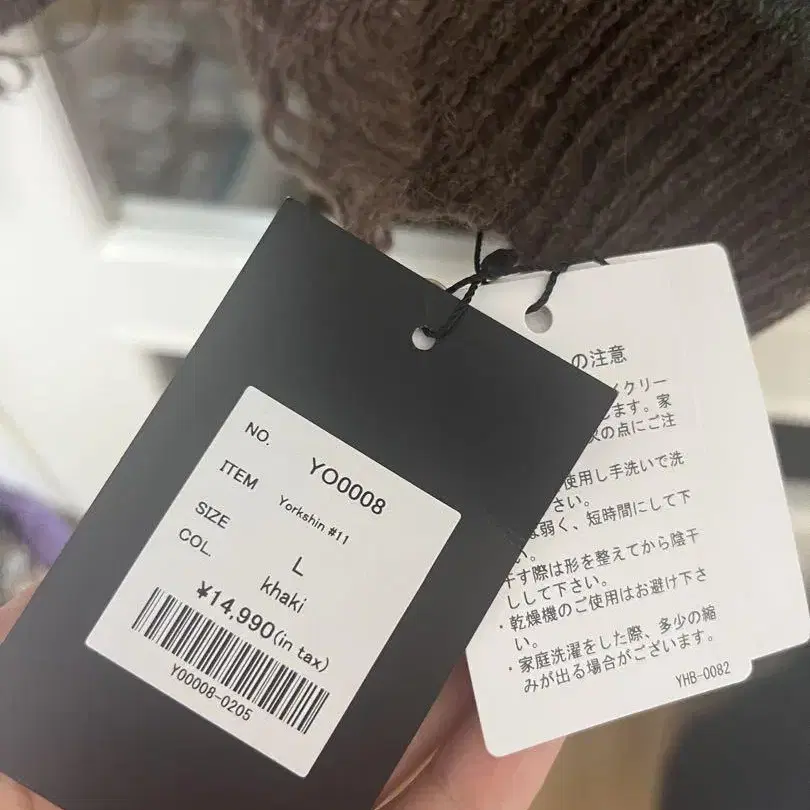 NO. YO0008
ITEM Yorkshin #11
SIZE L
COL. khaki
¥14,990(in tax)
YO0008-0205
の注意
クリー
ます。家
の点にご注
使用し手洗いで洗
さい。
は弱く、短時間にして下
い。
干す際は形を整えてから陰干
しして下さい。
・乾燥機のご使用はお避け下さ
い。
・家庭洗濯をした際、多少の縮
みが出る場合がございます。
YHB-0082